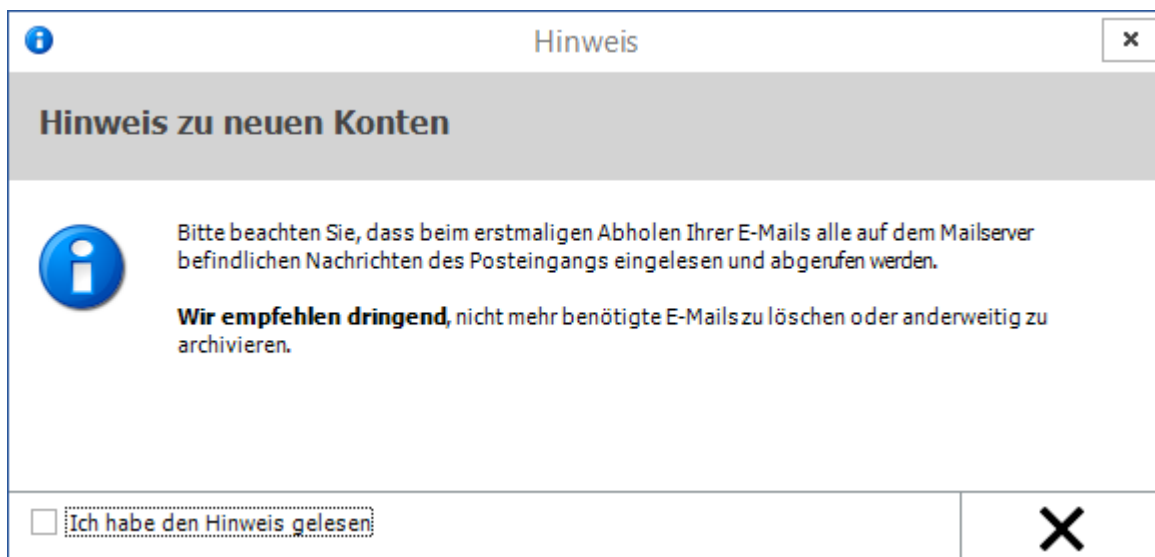 Hinweis
Hinweis zu neuen Konten
Bitte beachten Sie, dass beim erstmaligen Abholen Ihrer E-Mails alle auf dem Mailserver
befindlichen Nachrichten des Posteingangs eingelesen und abgerufen werden.
Wir empfehlen dringend, nicht mehr benötigte E-Mails zu löschen oder anderweitig zu
archivieren.
Ich habe den Hinweis gelesen